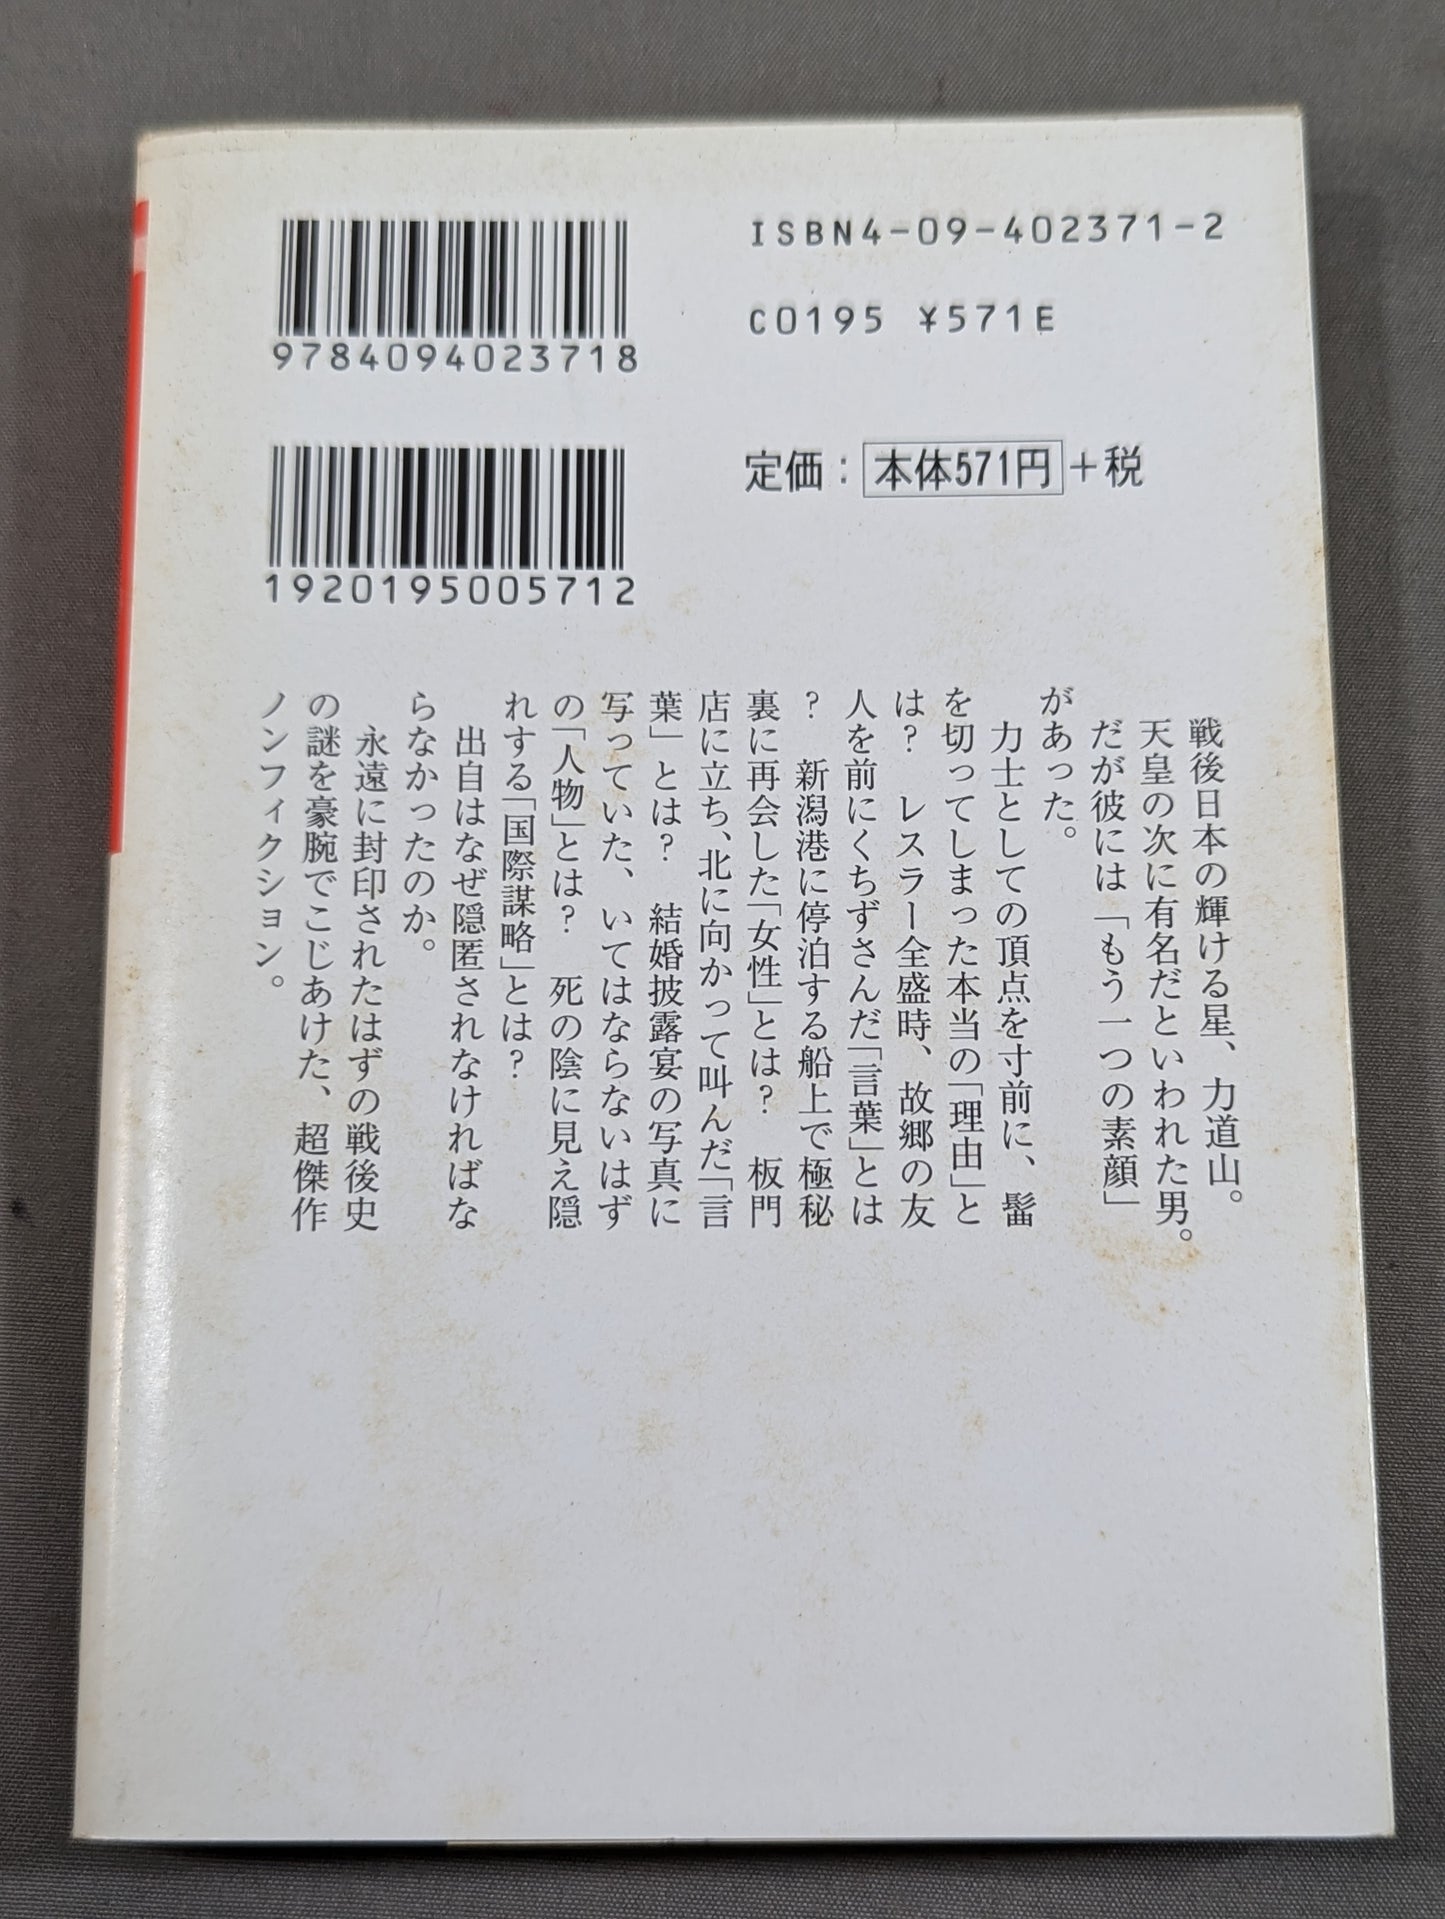 ISBN4-09-402371-2
C0195 ¥571E
9784094023718
定価：本体571円＋税
1920195005712
戦後日本の輝ける星、力道山。
天皇の次に有名だといわれた男。
だが彼には「もう一つの素顔」
があった。
力士としての頂点を寸前に、髷
を切ってしまった本当の「理由」と
は？　レスラー全盛時、故郷の友
人を前にくちずさんだ「言葉」とは
？　新潟港に停泊する船上で極秘
裏に再会した「女性」とは？　板門
店に立ち、北に向かって叫んだ「言
葉」とは？　結婚披露宴の写真に
写っていた、いてはならないはず
の「人物」とは？　死の陰に見え隠
れする「国際謀略」とは？
出自はなぜ隠匿されなければな
らなかったのか。
永遠に封印されたはずの戦後史
の謎を豪腕でこじあけた、超傑作
ノンフィクション。